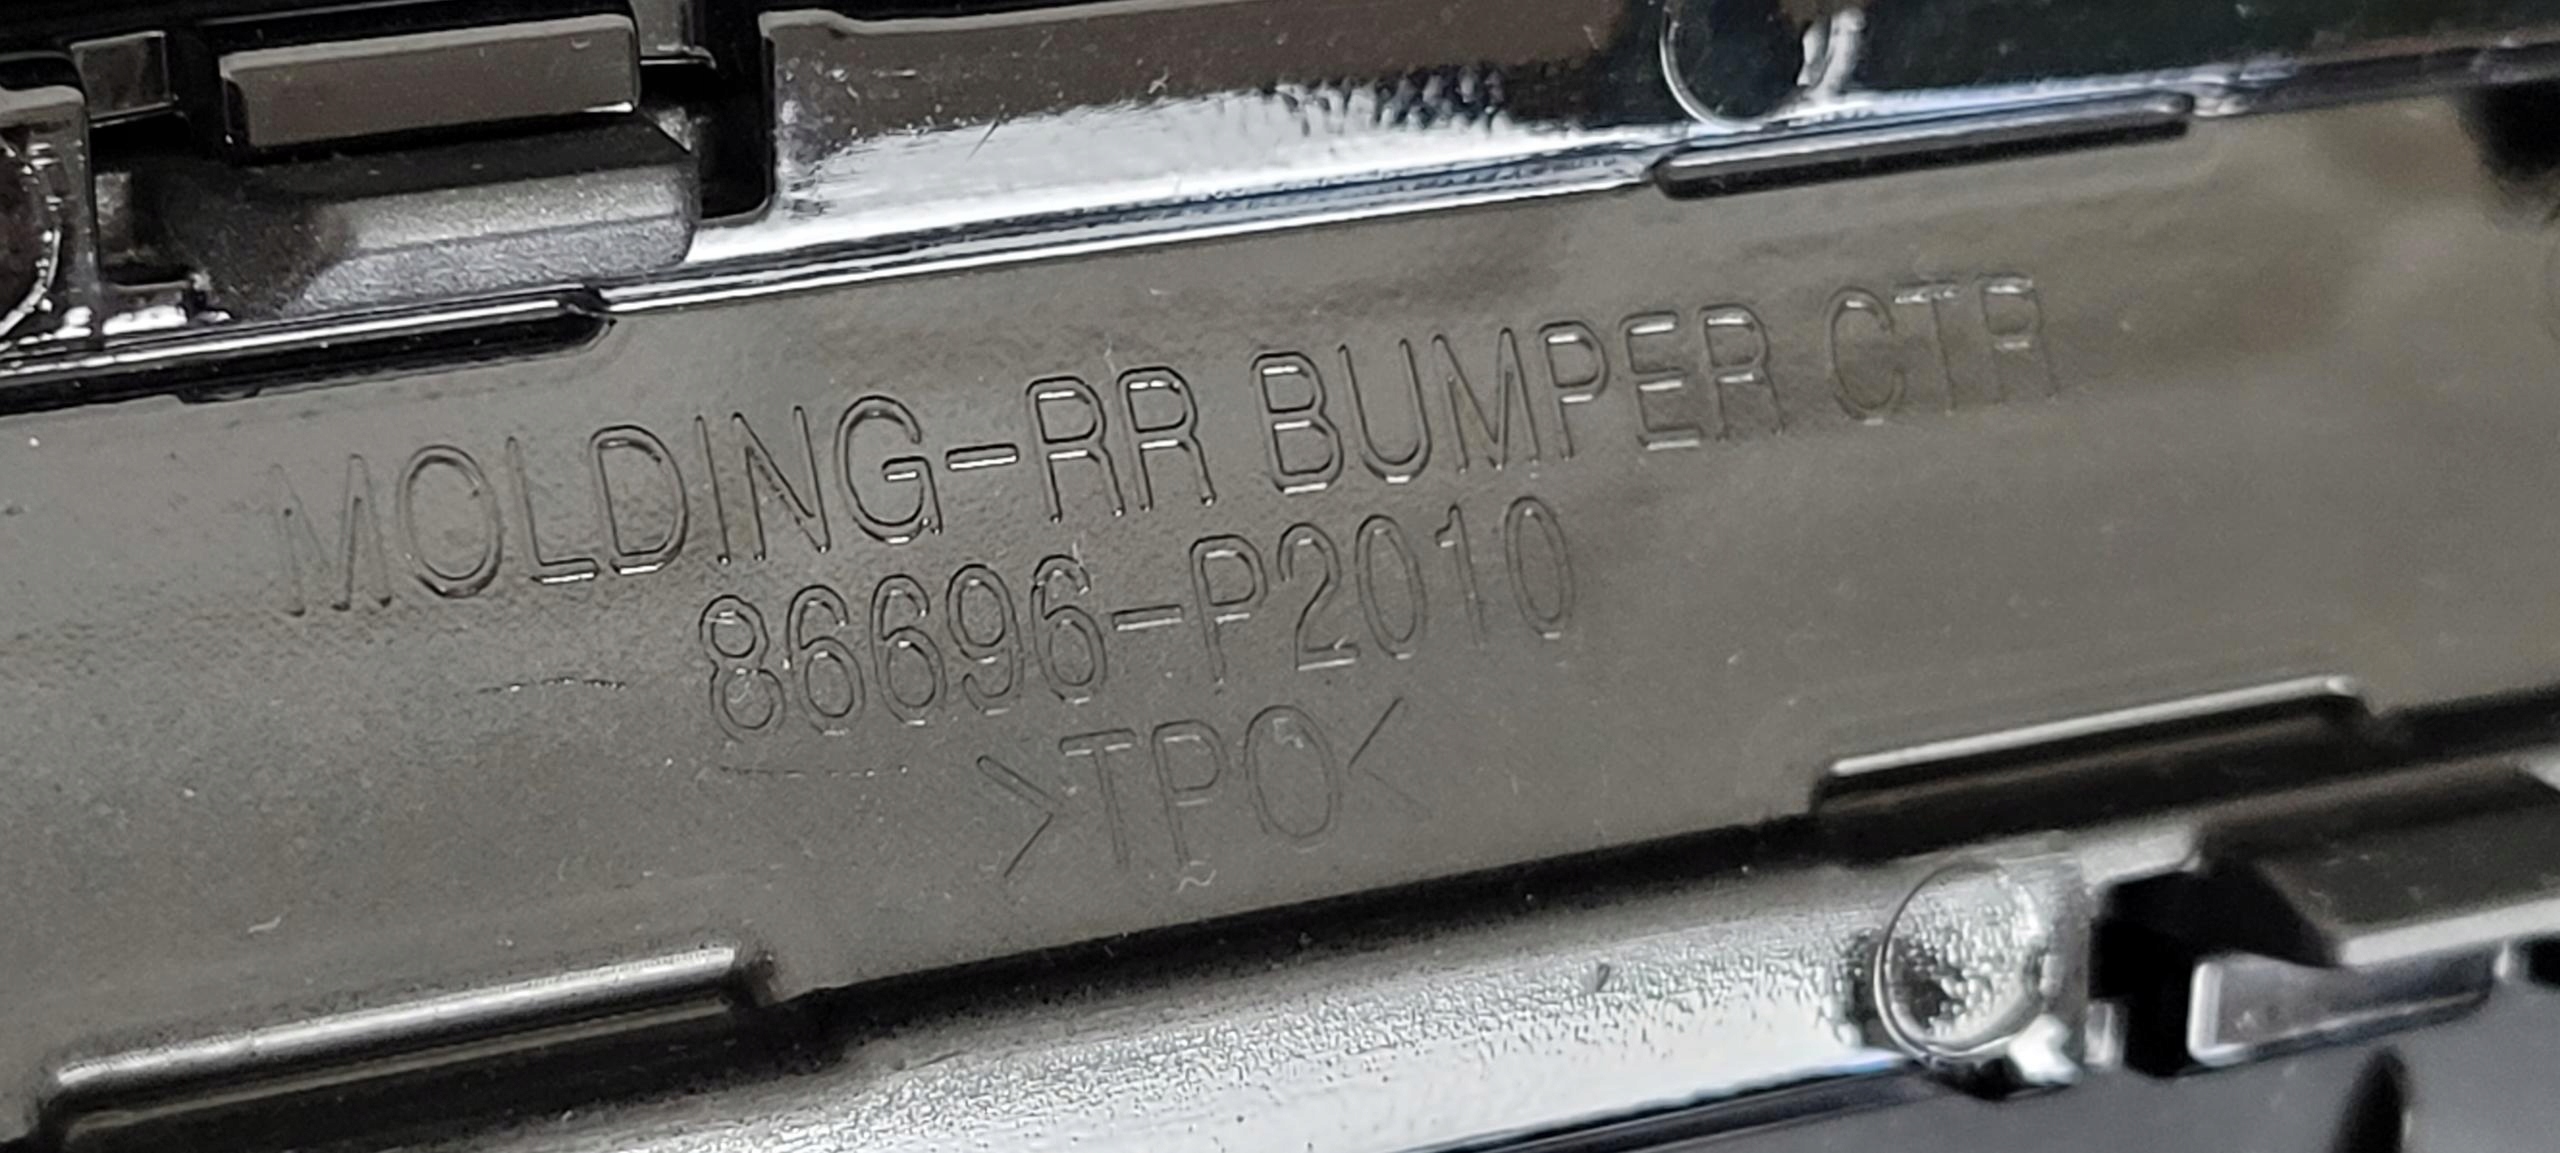 MOLDING-RR BUMPER CTR
86696-P2010
>TPO<